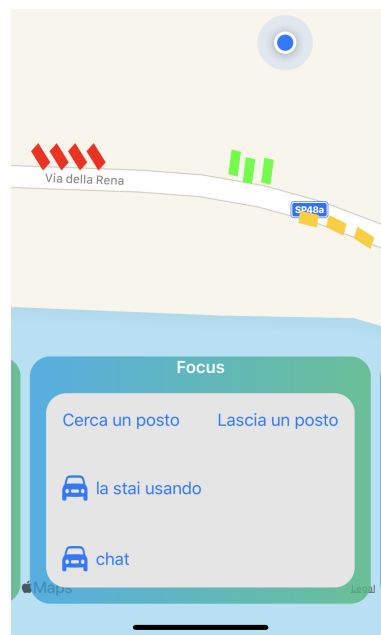 Via della Rena
SP48a
Focus
Cerca un posto
Lascia un posto
la stai usando
chat
Maps
Legal